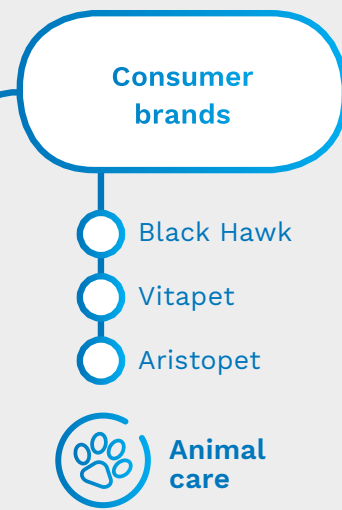 Consumer
brands
Black Hawk
Vitapet
Aristopet
Animal
care